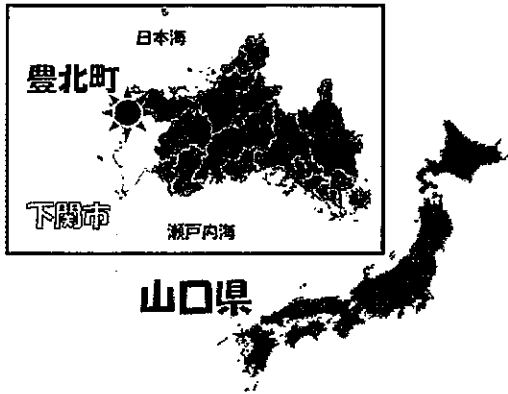 日本海
豊北町
下関市
瀬戸内海
山口県